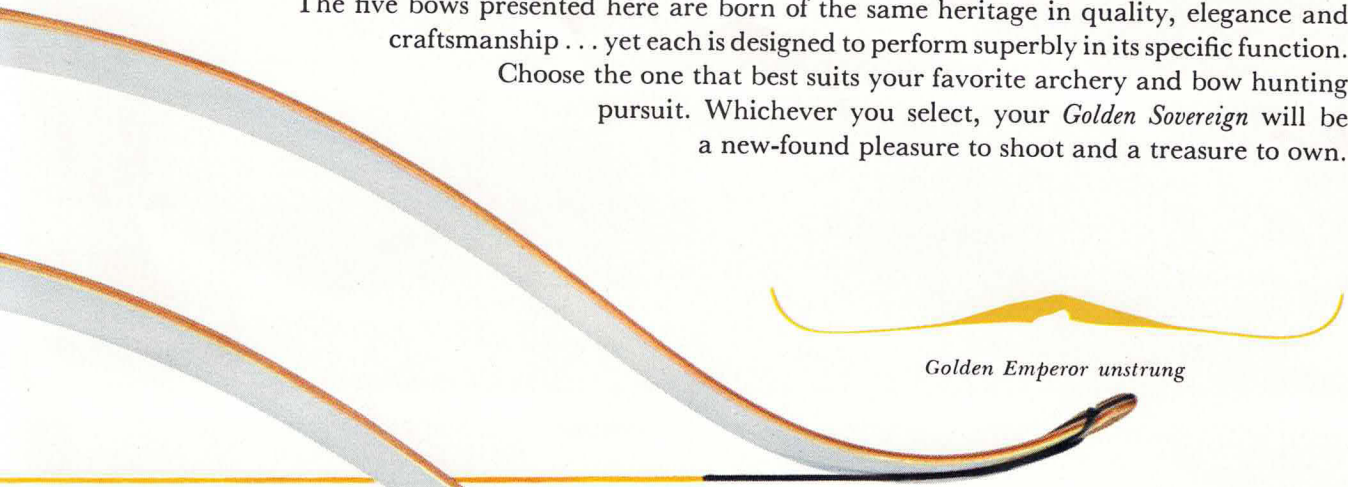 The five bows presented here are born of the same heritage in quality, elegance and
craftsmanship . . . yet each is designed to perform superbly in its specific function.
Choose the one that best suits your favorite archery and bow hunting
pursuit. Whichever you select, your Golden Sovereign will be
a new-found pleasure to shoot and a treasure to own.
Golden Emperor unstrung